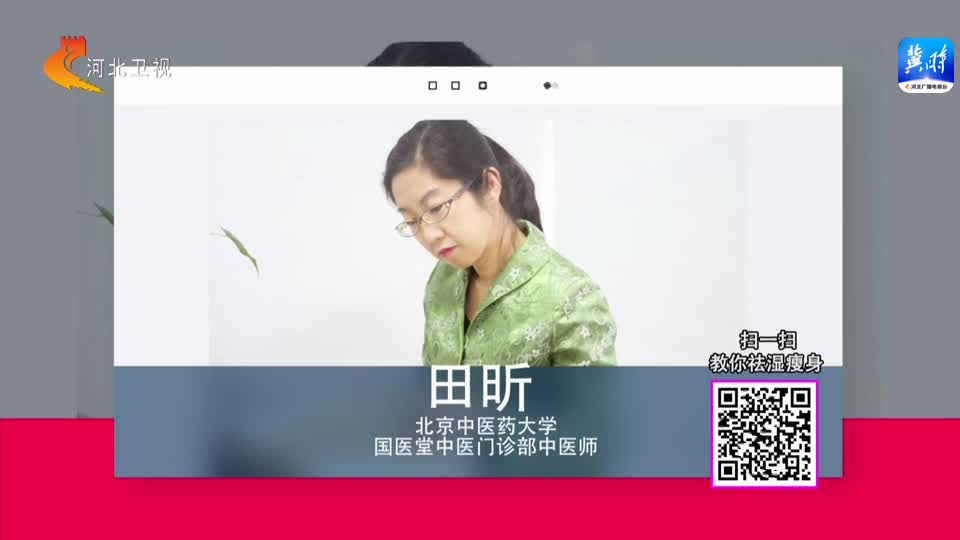 河北卫视
冀时
河北广播电视台
扫一扫
教你祛湿瘦身
田昕
北京中医药大学
国医堂中医门诊部中医师